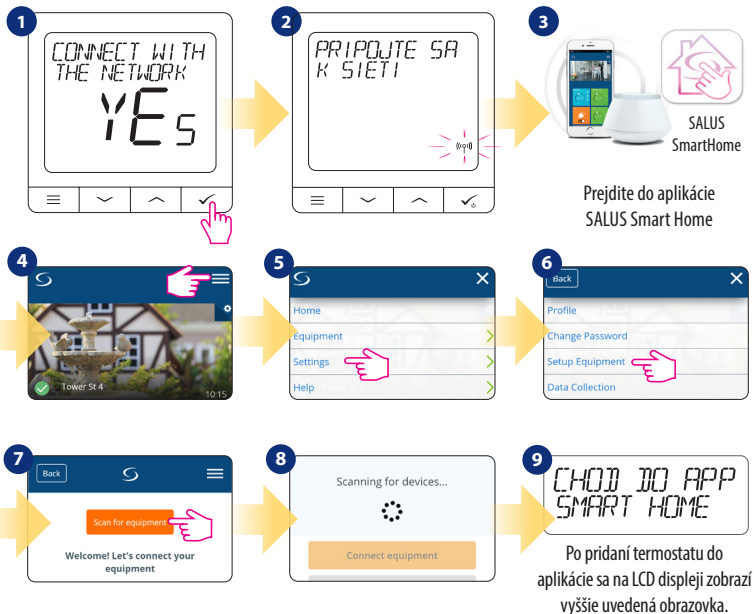 1
CONNECT WITH
THE NETWORK
YES
2
PRIPOJTE SA
K SIETI
3
SALUS
SmartHome
Prejdite do aplikácie
SALUS Smart Home
4
Tower St 4
10:15
5
Home
Equipment
Settings
Help
6
Back
Profile
Change Password
Setup Equipment
Data Collection
7
Back
Scan for equipment
Welcome! Let's connect your
equipment
8
Scanning for devices...
Connect equipment
9
CHOD DO APP
SMART HOME
Po pridaní termostatu do
aplikácie sa na LCD displeji zobrazí
vyššie uvedená obrazovka.